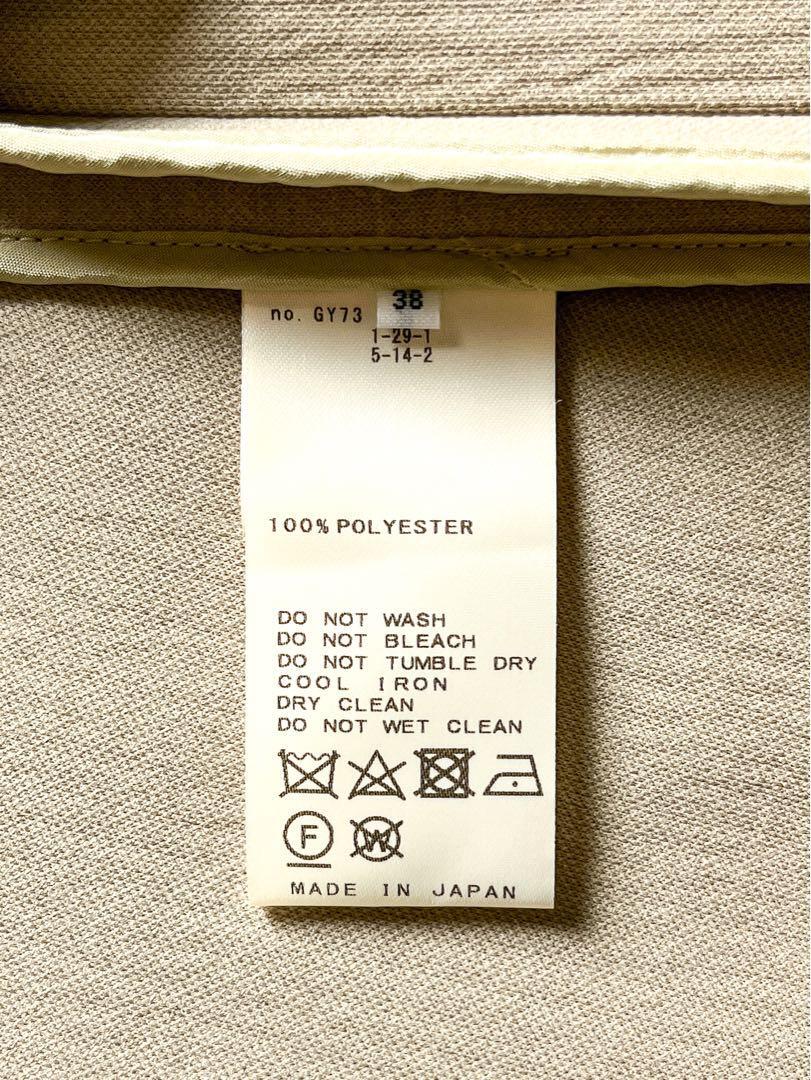 no. GY73 38
1-29-1
5-14-2
100% POLYESTER
DO NOT WASH
DO NOT BLEACH
DO NOT TUMBLE DRY
COOL IRON
DRY CLEAN
DO NOT WET CLEAN
F W
MADE IN JAPAN